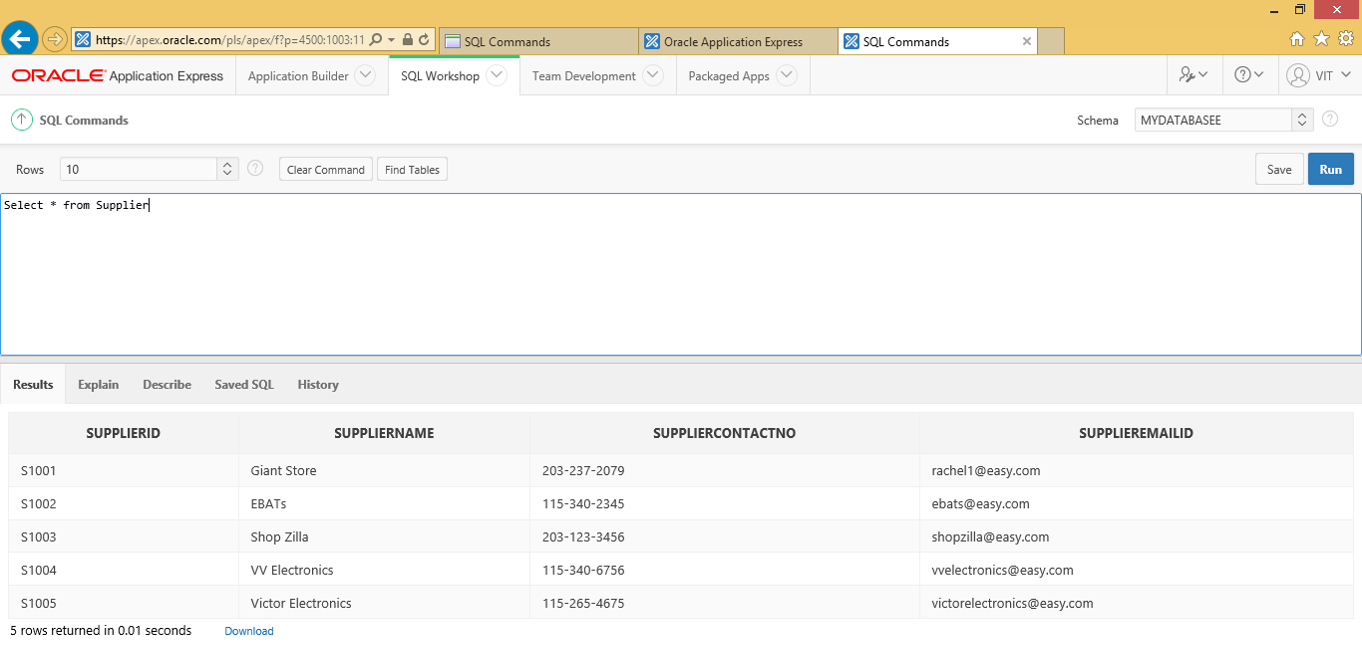 https://apex.oracle.com/pls/apex/f?p=4500:1003:11 SQL Commands Oracle Application Express SQL Commands
ORACLE Application Express Application Builder SQL Workshop Team Development Packaged Apps VIT
SQL Commands Schema MYDATABASEE
Rows 10 Clear Command Find Tables Save Run
Select * from Supplier
Results Explain Describe Saved SQL History
SUPPLIERID SUPPLIERNAME SUPPLIERCONTACTNO SUPPLIEREMAILID
S1001 Giant Store 203-237-2079 rachel1@easy.com
S1002 EBATs 115-340-2345 ebats@easy.com
S1003 Shop Zilla 203-123-3456 shopzilla@easy.com
S1004 VV Electronics 115-340-6756 vvelectronics@easy.com
S1005 Victor Electronics 115-265-4675 victorelectronics@easy.com
5 rows returned in 0.01 seconds Download